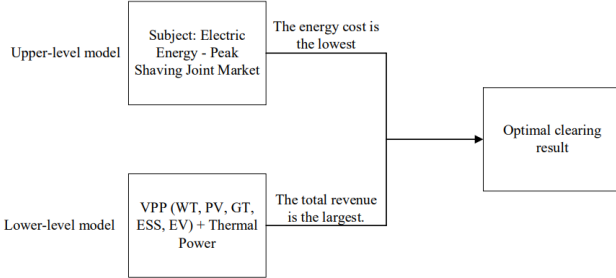 Upper-level model
Subject: Electric
Energy - Peak
Shaving Joint Market
The energy cost is
the lowest
Optimal clearing
result
Lower-level model
VPP (WT, PV, GT,
ESS, EV) + Thermal
Power
The total revenue
is the largest.